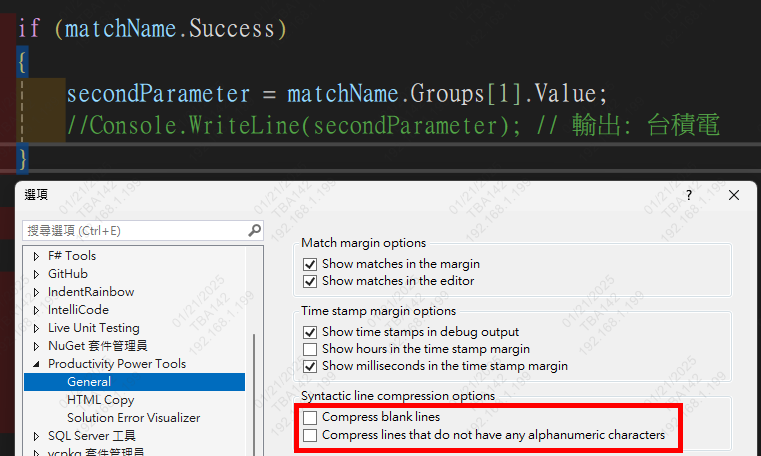 if (matchName.Success)
{
secondParameter = matchName.Groups[1].Value;
//Console.WriteLine(secondParameter); // 輸出: 台積電
}
選項
? ×
搜尋選項 (Ctrl+E)
F# Tools
GitHub
IndentRainbow
IntelliCode
Live Unit Testing
NuGet 套件管理員
Productivity Power Tools
General
HTML Copy
Solution Error Visualizer
SQL Server 工具
vcpkg 套件管理員
Match margin options
Show matches in the margin
Show matches in the editor
Time stamp margin options
Show time stamps in debug output
Show hours in the time stamp margin
Show milliseconds in the time stamp margin
Syntactic line compression options
Compress blank lines
Compress lines that do not have any alphanumeric characters
01/21/2025
TBA142
192.168.1.199